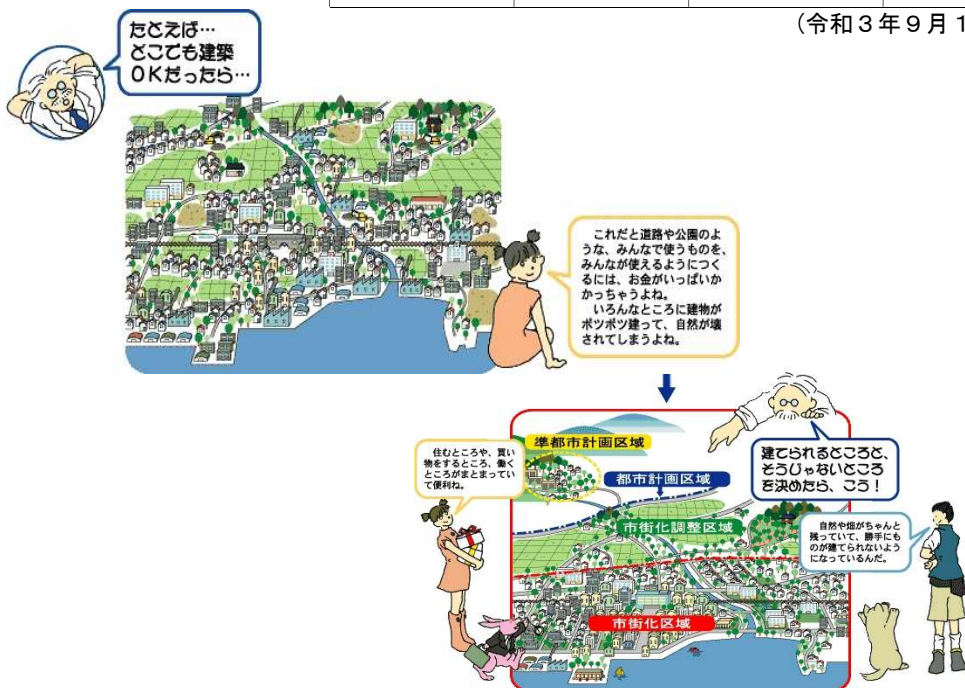 (令和３年９月１
たとえば…
どこでも建築
OKだったら…
これだと道路や公園のよ
うな、みんなで使うものを、
みんなが使えるようにつく
るには、お金がいっぱいか
かっちゃうよね。
いろんなところに建物が
ポツポツ建って、自然が壊
されてしまうよね。
準都市計画区域
建てられるところと、
そうじゃないところ
を決めたら、こう！
住むところや、買い
物をするところ、働く
ところがまとまってい
て便利ね。
都市計画区域
市街化調整区域
自然や畑がちゃんと
残っていて、勝手にも
のが建てられないよう
になっているんだ。
市街化区域